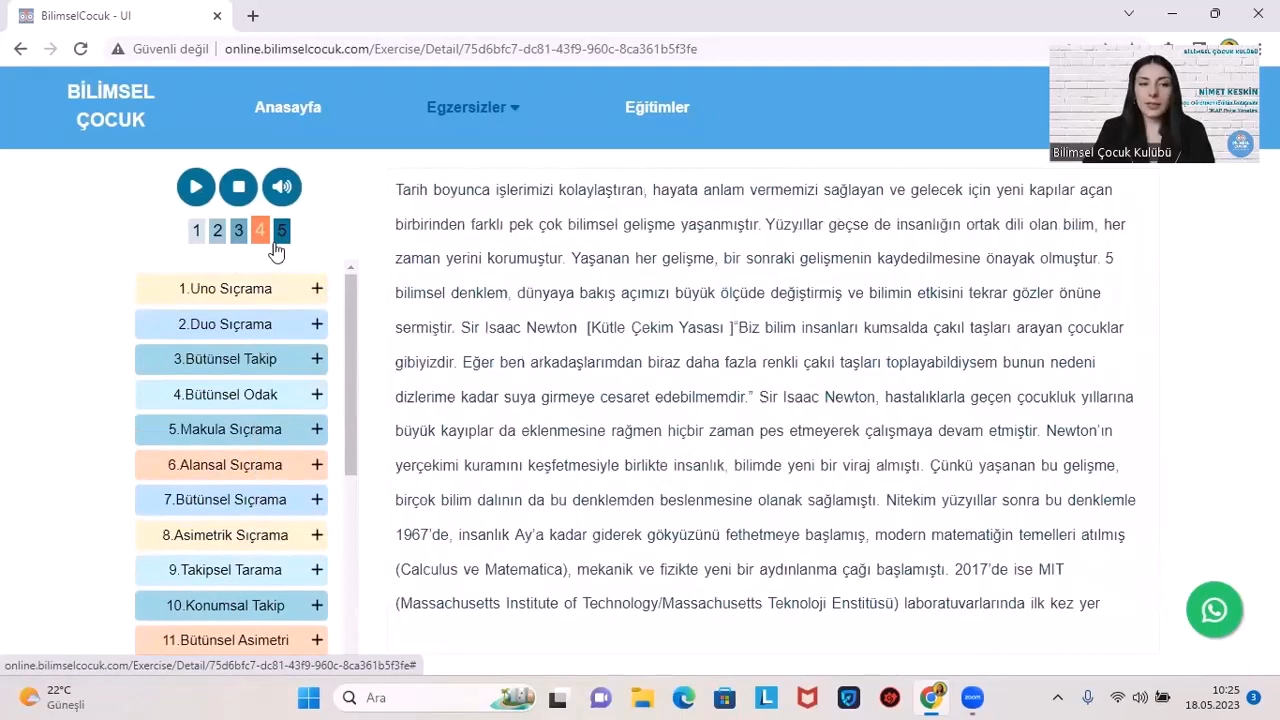 BilimselCocuk - UI
Güvenli değil
online.bilimselcocuk.com/Exercise/Detail/75d6bfc7-dc81-43f9-960c-8ca361b5f3fe
BİLİMSEL
ÇOCUK
Anasayfa
Egzersizler
Eğitimler
BİLİMSEL ÇOCUK KULÜBÜ
NİMET KESKİN
Bilimsel Çocuk Kulübü
1 2 3 4 5
1.Uno Sıçrama +
2.Duo Sıçrama +
3.Bütünsel Takip +
4.Bütünsel Odak +
5.Makula Sıçrama +
6.Alansal Sıçrama +
7.Bütünsel Sıçrama +
8.Asimetrik Sıçrama +
9.Takipsel Tarama +
10.Konumsal Takip +
11.Bütünsel Asimetri +
Tarih boyunca işlerimizi kolaylaştıran, hayata anlam vermemizi sağlayan ve gelecek için yeni kapılar açan
birbirinden farklı pek çok bilimsel gelişme yaşanmıştır. Yüzyıllar geçse de insanlığın ortak dili olan bilim, her
zaman yerini korumuştur. Yaşanan her gelişme, bir sonraki gelişmenin kaydedilmesine önayak olmuştur. 5
bilimsel denklem, dünyaya bakış açımızı büyük ölçüde değiştirmiş ve bilimin etkisini tekrar gözler önüne
sermiştir. Sir Isaac Newton [Kütle Çekim Yasası ]“Biz bilim insanları kumsalda çakıl taşları arayan çocuklar
gibiyizdir. Eğer ben arkadaşlarımdan biraz daha fazla renkli çakıl taşları toplayabildiysem bunun nedeni
dizlerime kadar suya girmeye cesaret edebilmemdir.” Sir Isaac Newton, hastalıklarla geçen çocukluk yıllarına
büyük kayıplar da eklenmesine rağmen hiçbir zaman pes etmeyerek çalışmaya devam etmiştir. Newton’ın
yerçekimi kuramını keşfetmesiyle birlikte insanlık, bilimde yeni bir viraj almıştı. Çünkü yaşanan bu gelişme,
birçok bilim dalının da bu denklemden beslenmesine olanak sağlamıştı. Nitekim yüzyıllar sonra bu denklemle
1967’de, insanlık Ay’a kadar giderek gökyüzünü fethetmeye başlamış, modern matematiğin temelleri atılmış
(Calculus ve Matematica), mekanik ve fizikte yeni bir aydınlanma çağı başlamıştı. 2017’de ise MIT
(Massachusetts Institute of Technology/Massachusetts Teknoloji Enstitüsü) laboratuvarlarında ilk kez yer
online.bilimselcocuk.com/Exercise/Detail/75d6bfc7-dc81-43f9-960c-8ca361b5f3fe#
22°C
Güneşli
Ara
zoom
10:25
18.05.2023
3